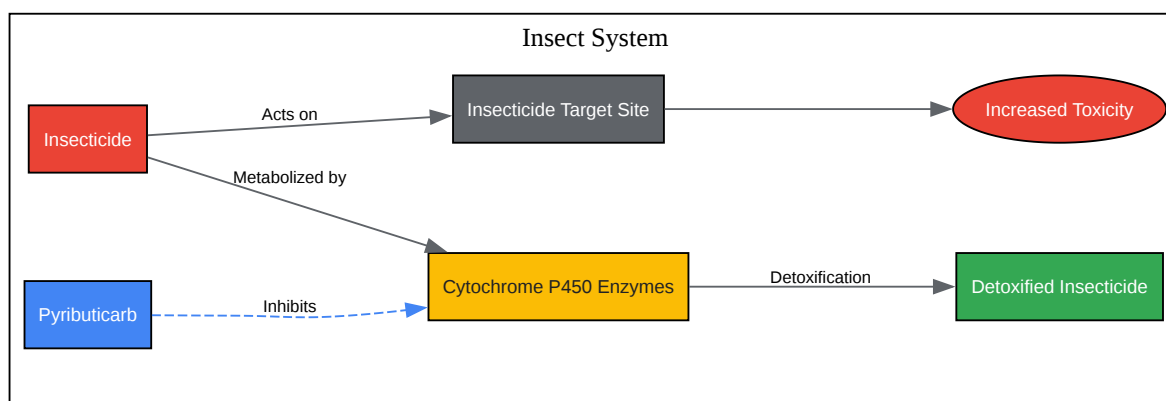 Insect System
Insecticide
Acts on
Insecticide Target Site
Increased Toxicity
Metabolized by
Pyributicarb
Inhibits
Cytochrome P450 Enzymes
Detoxification
Detoxified Insecticide